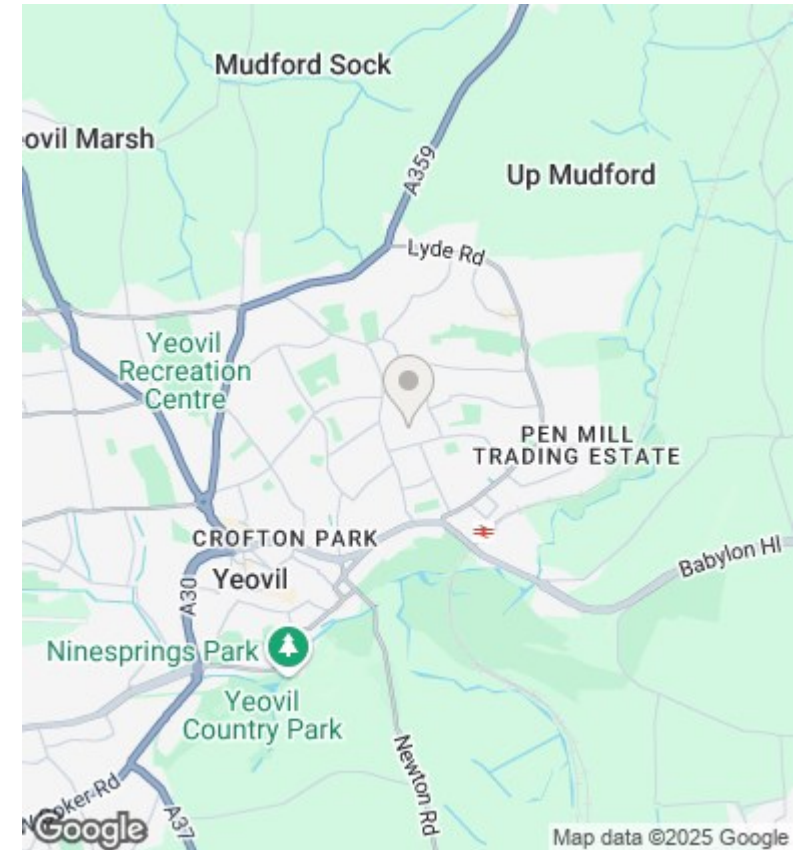 Mudford Sock
ovil Marsh
A359
Up Mudford
Lyde Rd
Yeovil
Recreation
Centre
PEN MILL
TRADING ESTATE
CROFTON PARK
Yeovil
A30
Babylon Hl
Ninesprings Park
Yeovil
Country Park
Newton Rd
Coker Rd
A37
Google
Map data ©2025 Google